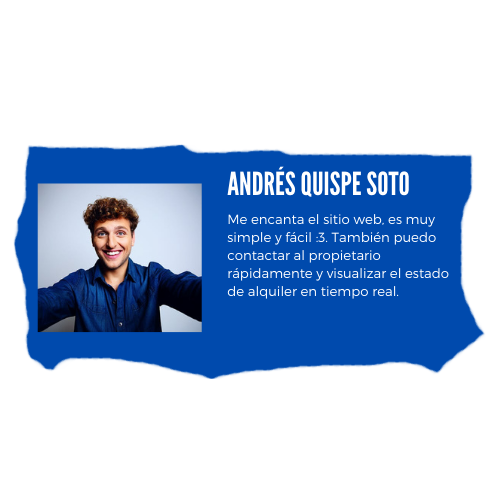 ANDRÉS QUISPE SOTO
Me encanta el sitio web, es muy
simple y fácil :3. También puedo
contactar al propietario
rápidamente y visualizar el estado
de alquiler en tiempo real.